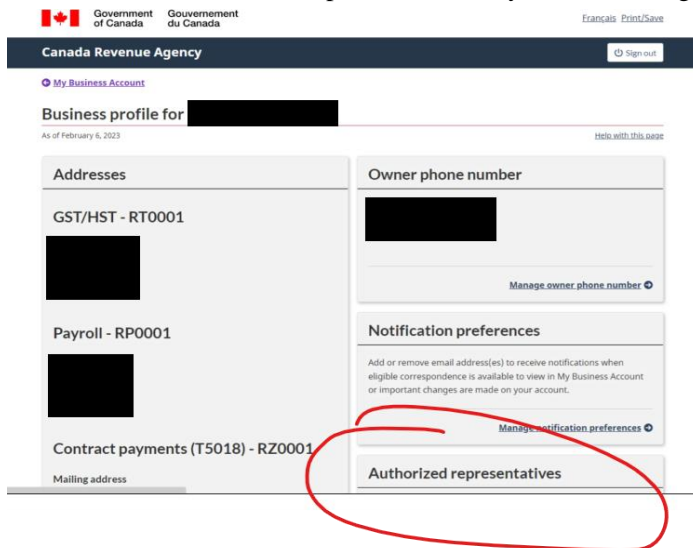 Government
of Canada
Gouvernement
du Canada
Français Print/Save
Canada Revenue Agency
Sign out
My Business Account
Business profile for
As of February 6, 2023
Help with this page
Addresses
GST/HST - RT0001
Payroll - RP0001
Contract payments (T5018) - RZ0001
Mailing address
Owner phone number
Manage owner phone number
Notification preferences
Add or remove email address(es) to receive notifications when
eligible correspondence is available to view in My Business Account
or important changes are made on your account.
Manage notification preferences
Authorized representatives